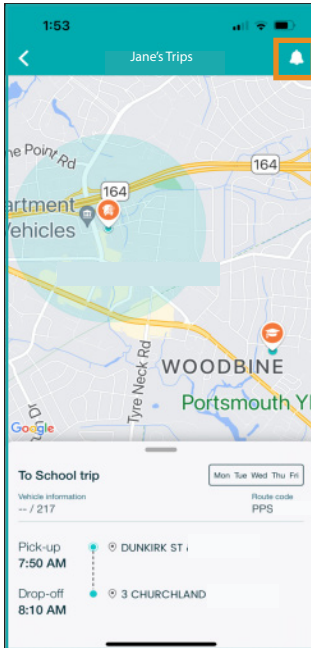 1:53
Jane's Trips
Point Rd
164
164
Vehicles
WOODBINE
Tyre Neck Rd
Portsmouth
Dr
Google
To School trip
Mon Tue Wed Thu Fri
Vehicle information
Route code
-- / 217
PPS
Pick-up
DUNKIRK ST
7:50 AM
Drop-off
3 CHURCHLAND
8:10 AM